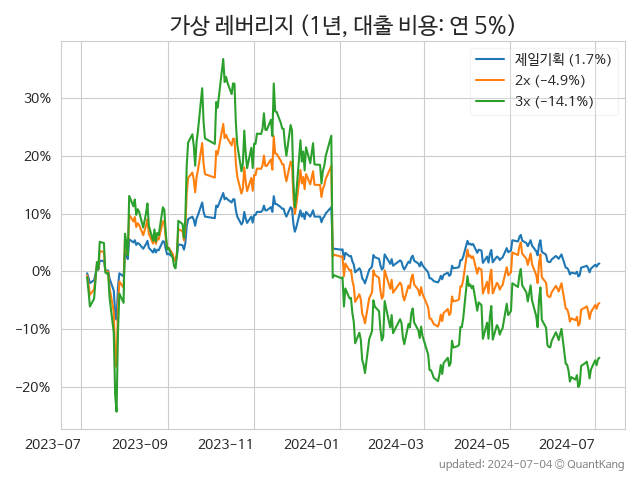 가상 레버리지 (1년, 대출 비용: 연 5%)
제일기획 (1.7%)
2x (−4.9%)
3x (−14.1%)
30%
20%
10%
0%
−10%
−20%
2023-07
2023-09
2023-11
2024-01
2024-03
2024-05
2024-07
updated: 2024-07-04 © QuantKang